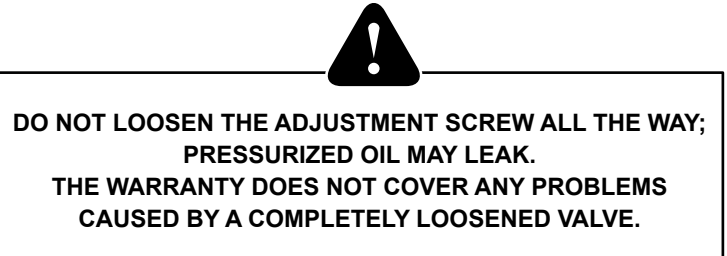 DO NOT LOOSEN THE ADJUSTMENT SCREW ALL THE WAY;
PRESSURIZED OIL MAY LEAK.
THE WARRANTY DOES NOT COVER ANY PROBLEMS
CAUSED BY A COMPLETELY LOOSENED VALVE.